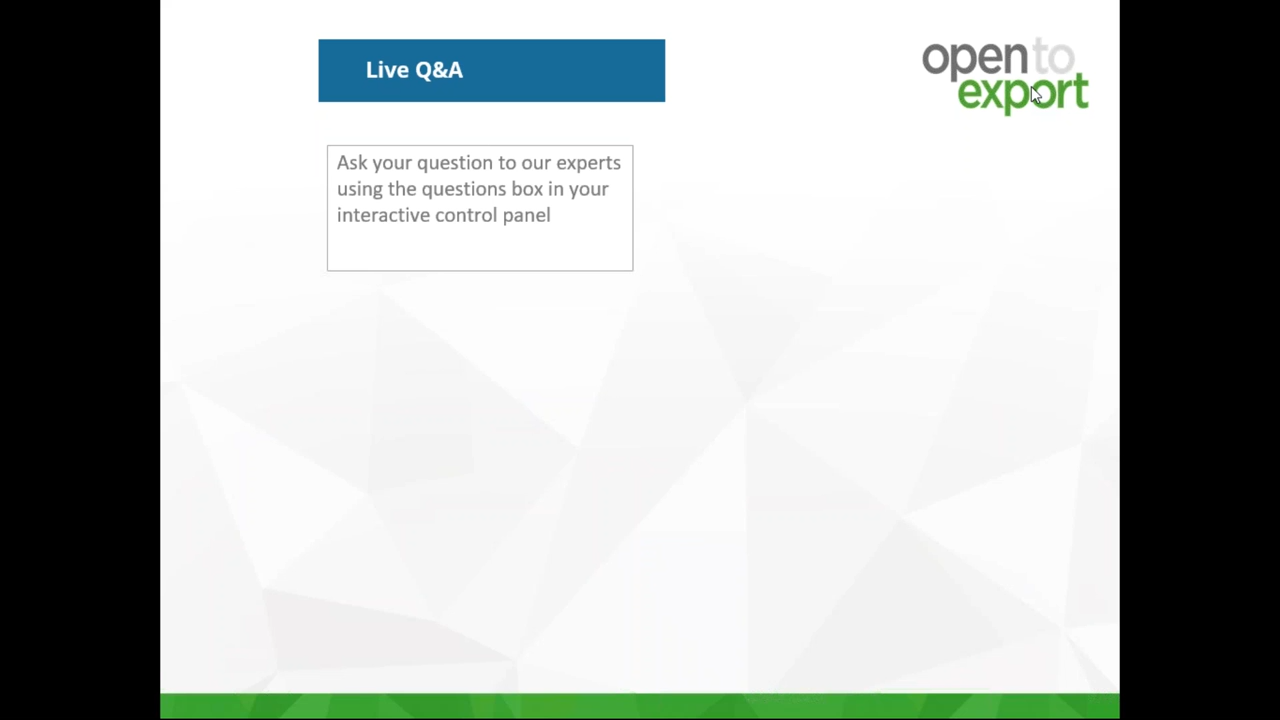 Live Q&A
open to
export
Ask your question to our experts
using the questions box in your
interactive control panel